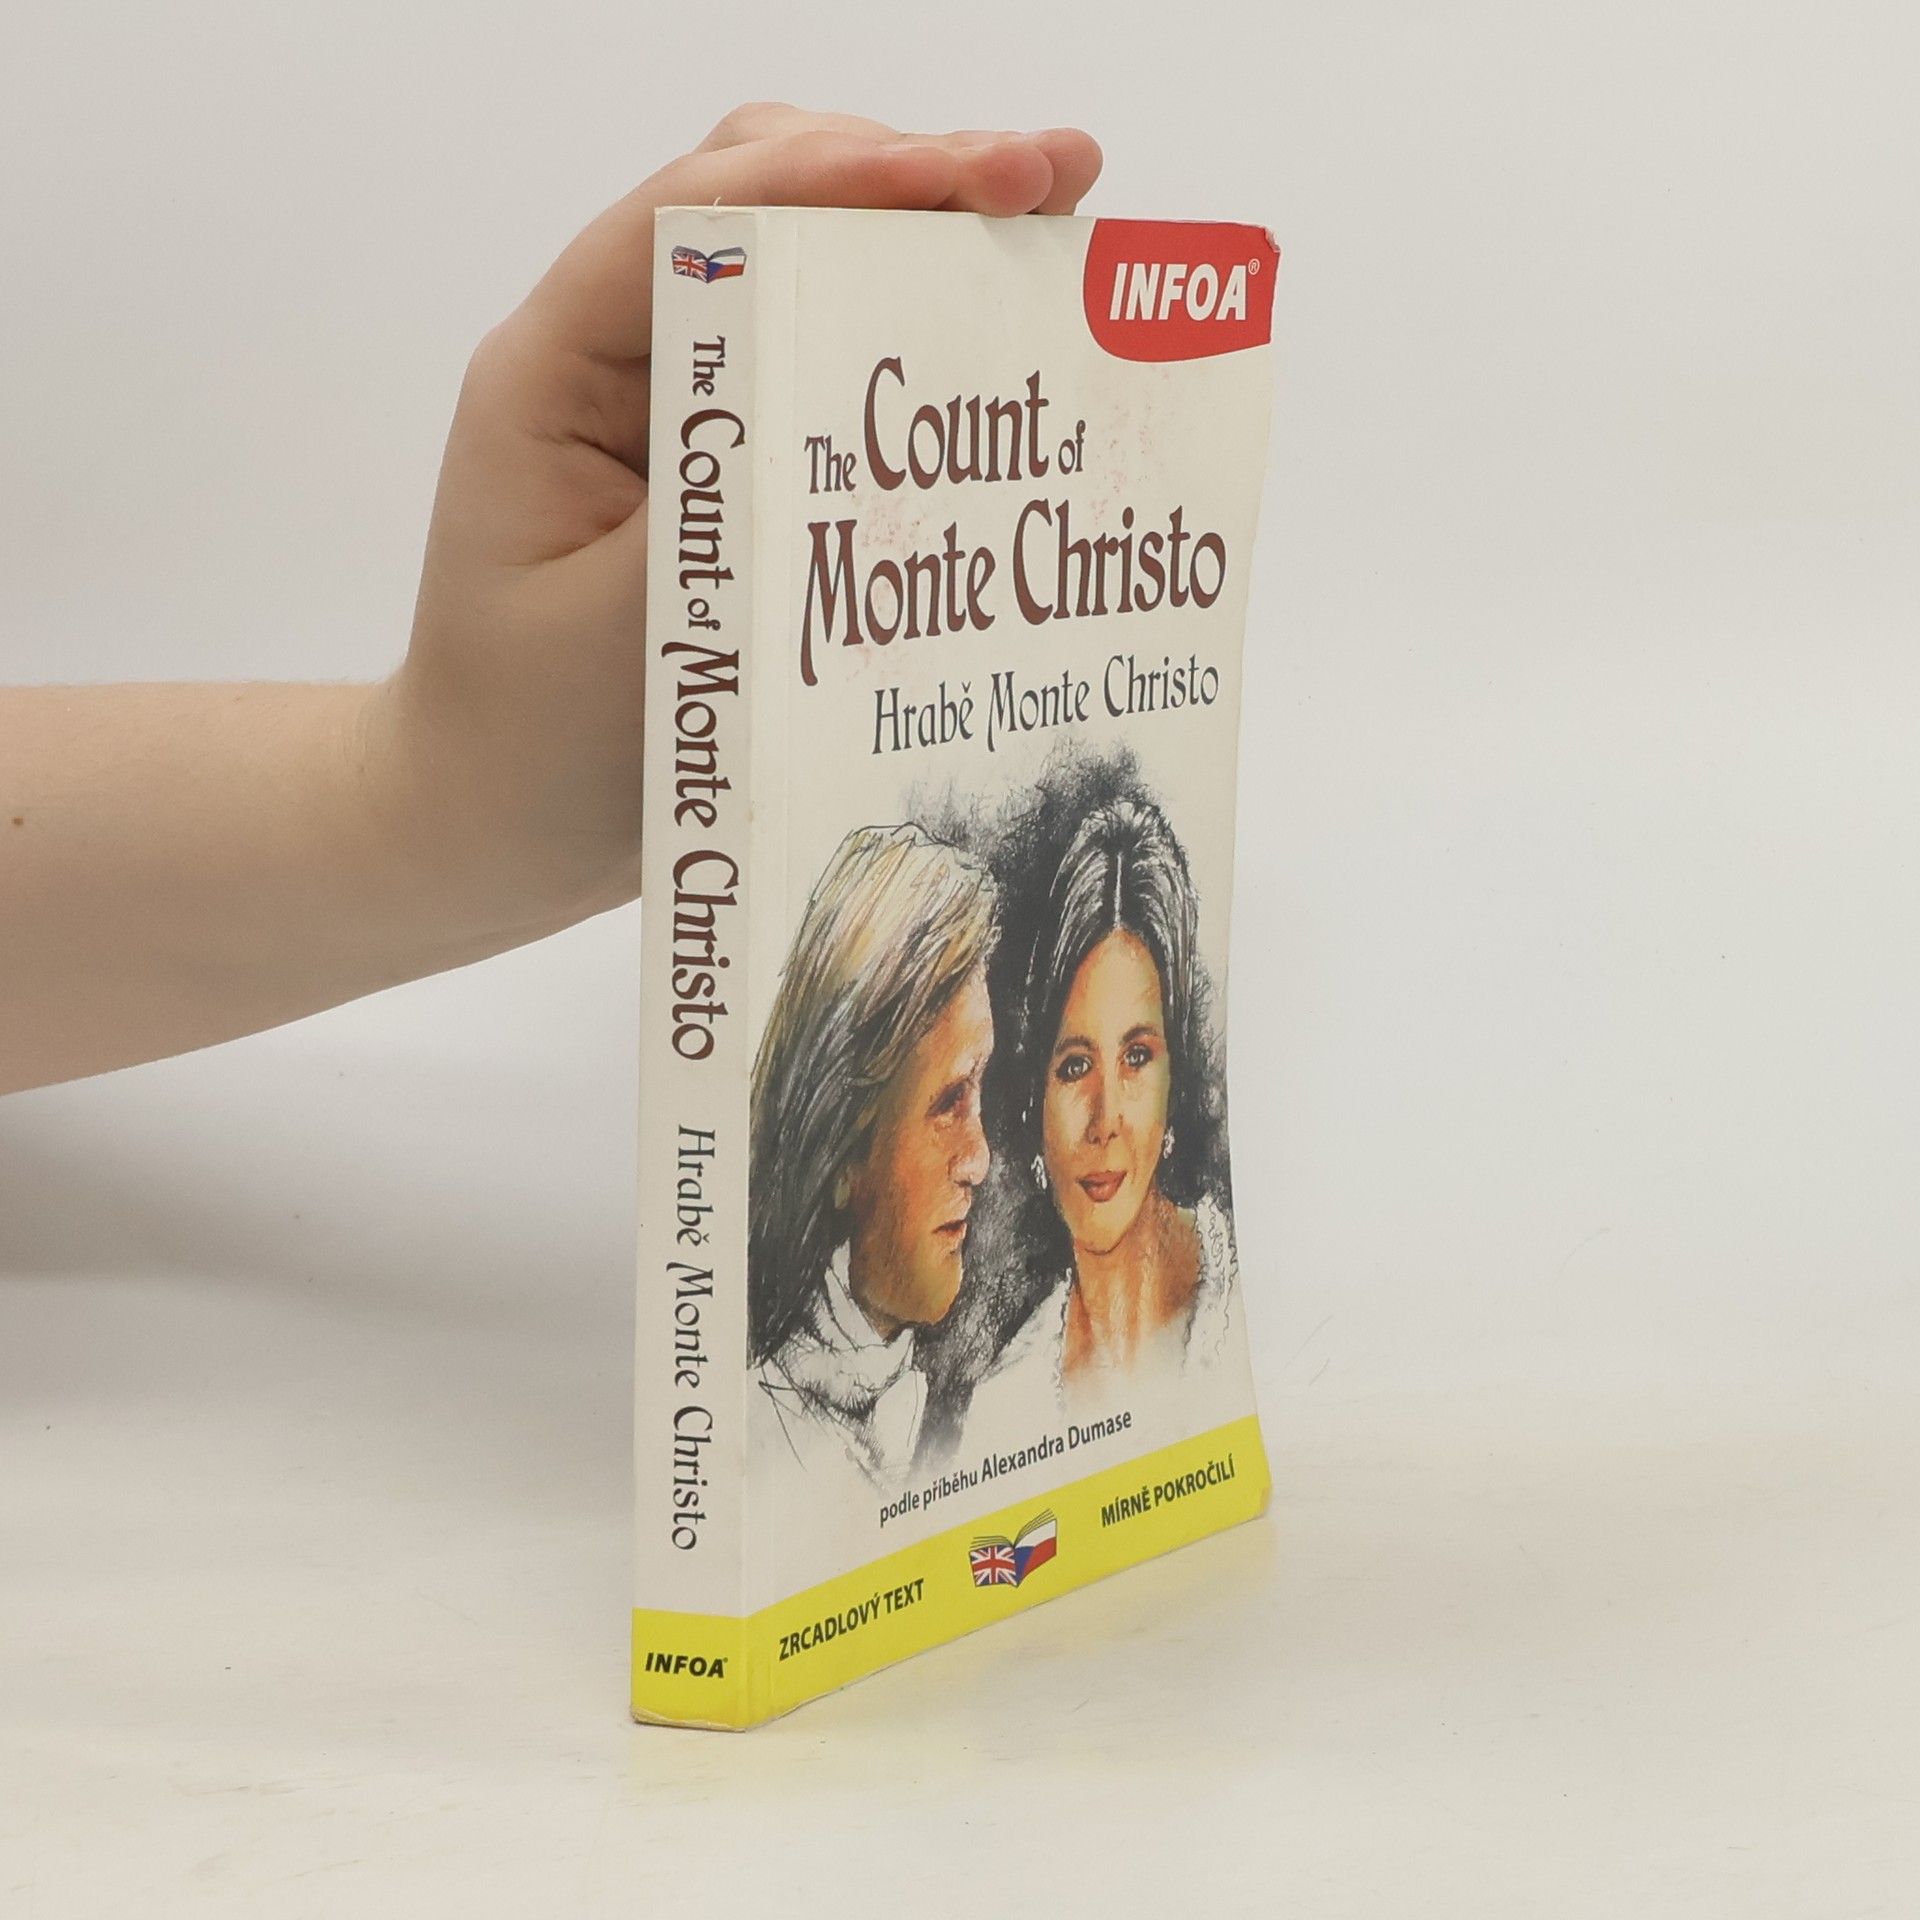 The Count of Monte Christo Hrabě Monte Christo
INFOA®
INFOA®
The Count of
Monte Christo
Hrabě Monte Christo
podle příběhu Alexandra Dumase
ZRCADLOVÝ TEXT
MÍRNĚ POKROČILÍ